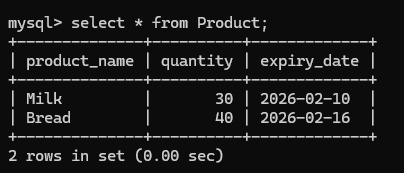 mysql> select * from Product;
+--------------+----------+-------------+
| product_name | quantity | expiry_date |
+--------------+----------+-------------+
| Milk         |       30 | 2026-02-10  |
| Bread        |       40 | 2026-02-16  |
+--------------+----------+-------------+
2 rows in set (0.00 sec)